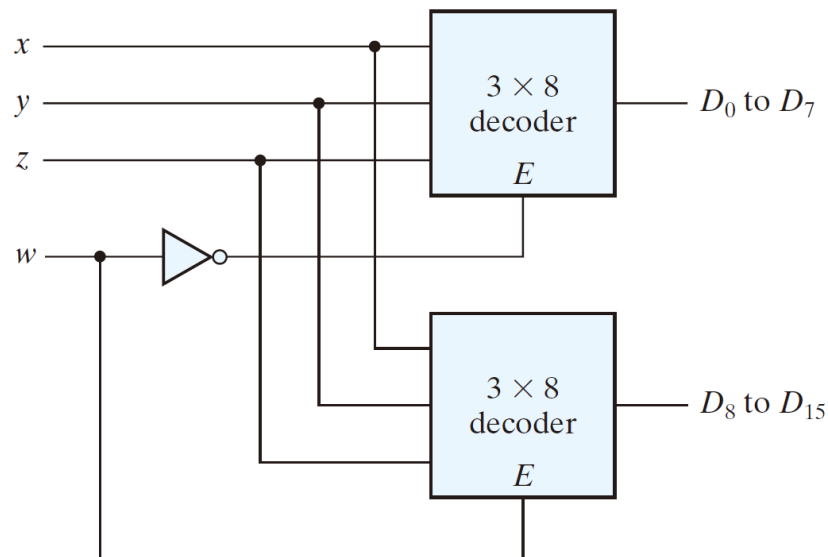 x
3 × 8
decoder
y
D₀ to D₇
z
E
w
3 × 8
decoder
D₈ to D₁₅
E